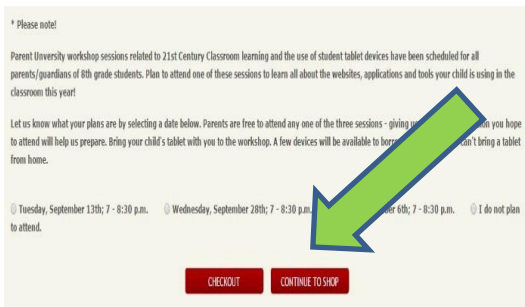 * Please note!
Parent Unversity workshop sessions related to 21st Century Classroom learning and the use of student tablet devices have been scheduled for all
parents/guardians of 8th grade students. Plan to attend one of these sessions to learn all about the websites, applications and tools your child is using in the
classroom this year!
Let us know what your plans are by selecting a date below. Parents are free to attend any one of the three sessions - giving you hope
to attend will help us prepare. Bring your child's tablet with you to the workshop. A few devices will be available to borrow can't bring a tablet
from home.
Tuesday, September 13th; 7 - 8:30 p.m. Wednesday, September 28th; 7 - 8:30 p.m. 6th; 7 - 8:30 p.m. I do not plan
to attend.
CHECKOUT CONTINUE TO SHOP